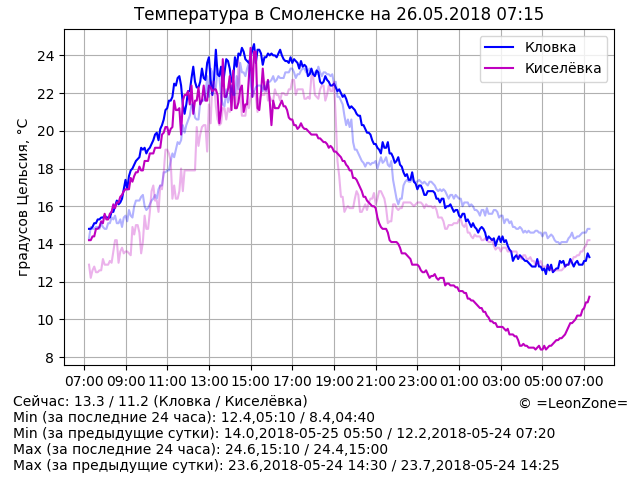 Температура в Смоленске на 26.05.2018 07:15
Кловка
Киселёвка
градусов Цельсия, °C
24
22
20
18
16
14
12
10
8
07:00 09:00 11:00 13:00 15:00 17:00 19:00 21:00 23:00 01:00 03:00 05:00 07:00
Сейчас: 13.3 / 11.2 (Кловка / Киселёвка)
© =LeonZone=
Min (за последние 24 часа): 12.4,05:10 / 8.4,04:40
Min (за предыдущие сутки): 14.0,2018-05-25 05:50 / 12.2,2018-05-24 07:20
Max (за последние 24 часа): 24.6,15:10 / 24.4,15:00
Max (за предыдущие сутки): 23.6,2018-05-24 14:30 / 23.7,2018-05-24 14:25